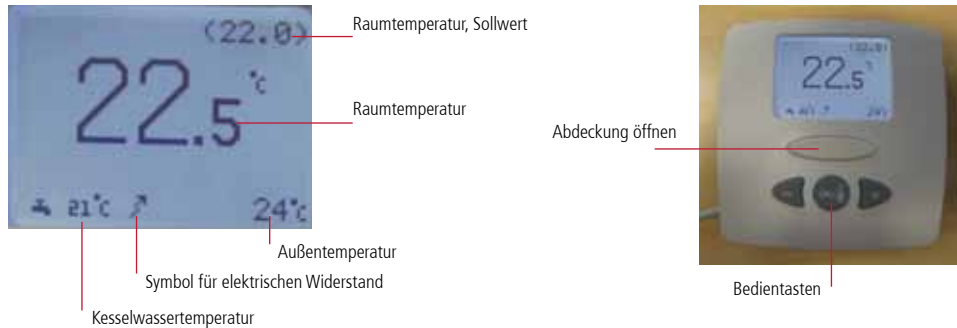 (22.0)
Raumtemperatur, Sollwert
22.5 °c
Raumtemperatur
21°c
24°c
Außentemperatur
Symbol für elektrischen Widerstand
Kesselwassertemperatur
(22.0)
22.5
Abdeckung öffnen
Bedientasten